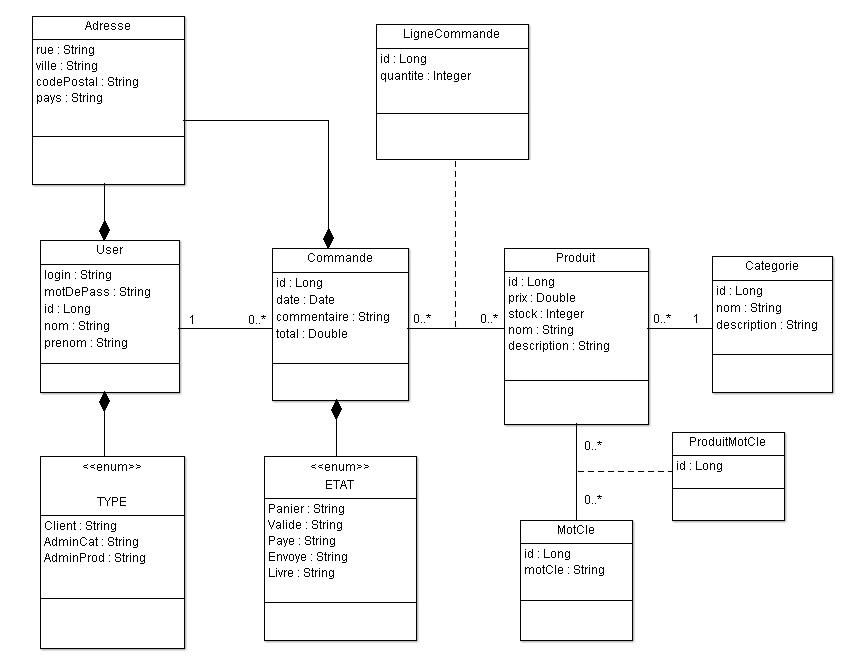 Adresse
rue : String
ville : String
codePostal : String
pays : String
LigneCommande
id : Long
quantite : Integer
User
login : String
motDePass : String
id : Long
nom : String
prenom : String
1
0..*
Commande
id : Long
date : Date
commentaire : String
total : Double
0..*
0..*
Produit
id : Long
prix : Double
stock : Integer
nom : String
description : String
0..*
1
Categorie
id : Long
nom : String
description : String
<<enum>>
TYPE
Client : String
AdminCat : String
AdminProd : String
<<enum>>
ETAT
Panier : String
Valide : String
Paye : String
Envoye : String
Livre : String
0..*
0..*
ProduitMotCle
id : Long
MotCle
id : Long
motCle : String